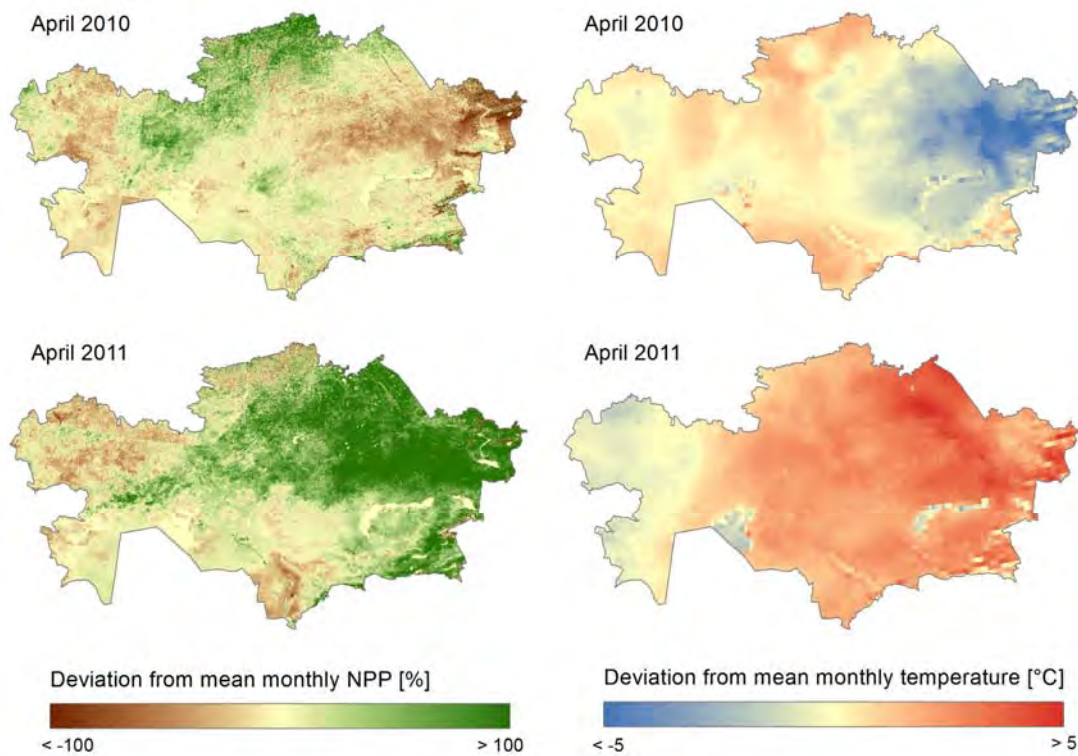 April 2010
April 2010
April 2011
April 2011
Deviation from mean monthly NPP [%]
Deviation from mean monthly temperature [°C]
< -100
> 100
< -5
> 5